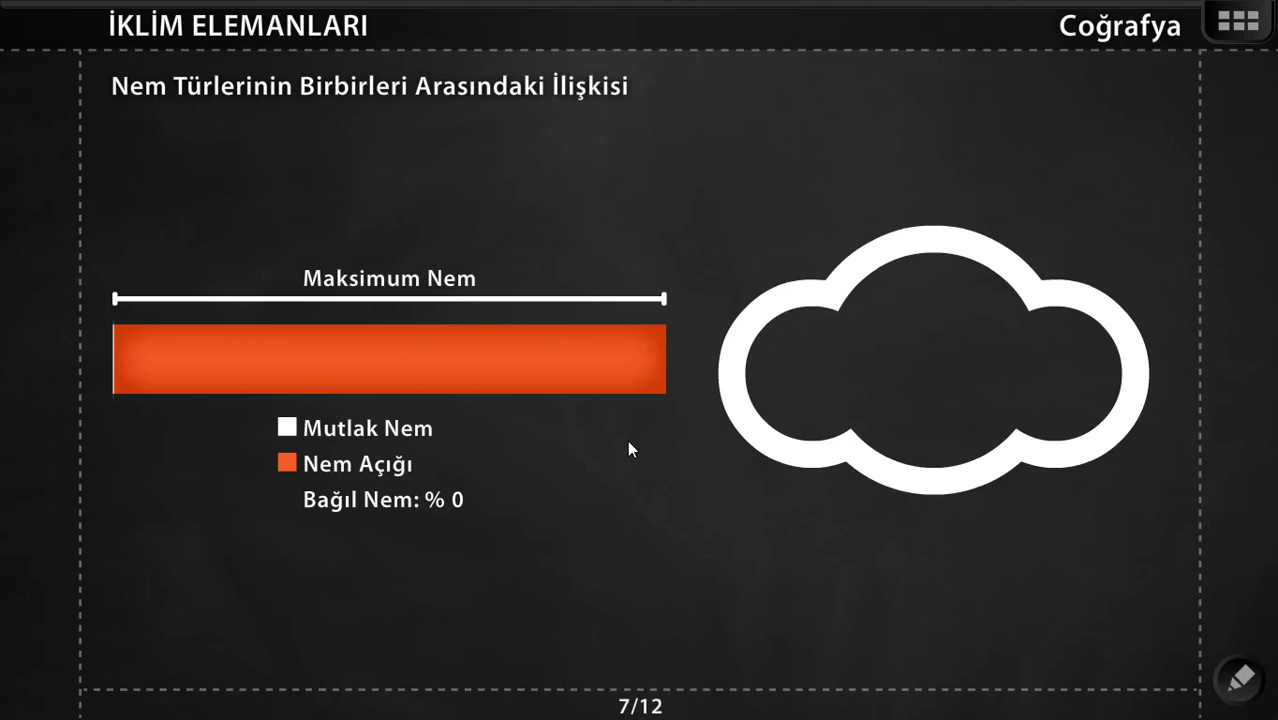 İKLİM ELEMANLARI
Coğrafya
Nem Türlerinin Birbirleri Arasındaki İlişkisi
Maksimum Nem
Mutlak Nem
Nem Açığı
Bağıl Nem: % 0
7/12